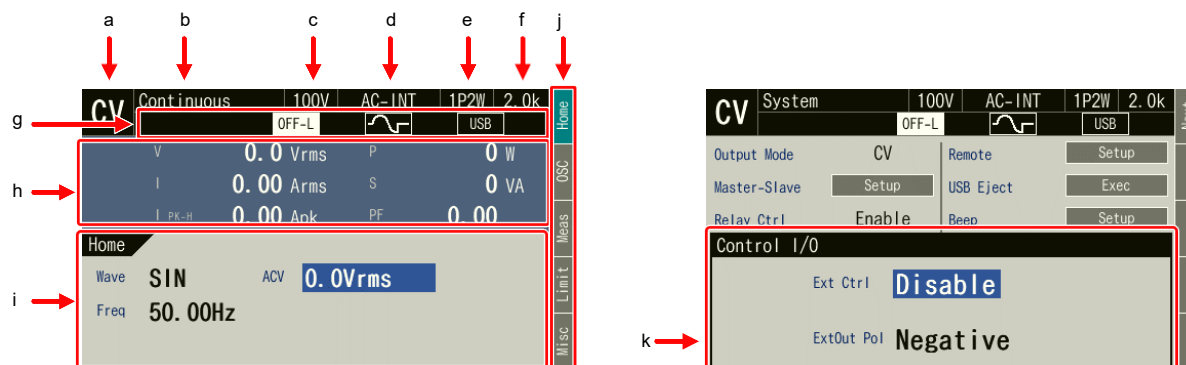 a b c d e f j
CV Continuous 100V AC-INT 1P2W 2.0k
g OFF-L USB
V 0.0 Vrms P 0 W
h I 0.00 Arms S 0 VA
I PK-H 0.00 Apk PF 0.00
Home
Wave SIN ACV 0.0Vrms
i Freq 50.00Hz
Home
OSC
Meas
Limit
Misc
CV System 100V AC-INT 1P2W 2.0k
OFF-L USB
Output Mode CV Remote Setup
Master-Slave Setup USB Eject Exec
Relay Ctrl Enable Beep Setup
Control I/O
Ext Ctrl Disable
k ExtOut Pol Negative